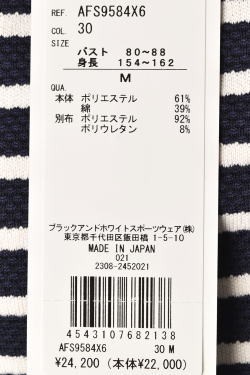 REF. AFS9584X6
COL. 30
SIZE
バスト 80〜88
身長 154〜162
M
QUA.
本体 ポリエステル 61%
綿 39%
別布 ポリエステル 92%
ポリウレタン 8%
ブラックアンドホワイトスポーツウェア(株)
東京都千代田区飯田橋 1-5-10
MADE IN JAPAN
021
2308-2452021
4543107682138
AFS9584X6 30 M
¥24,200 (本体¥22,000)